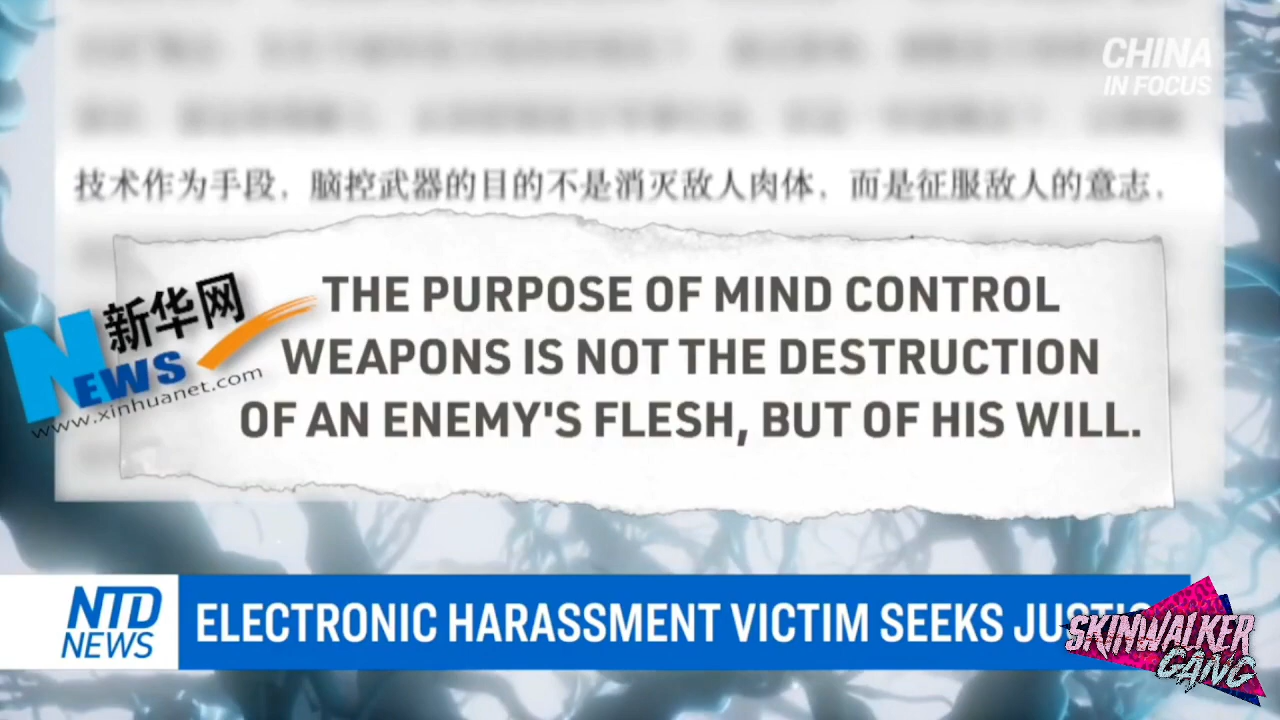 CHINA
IN FOCUS
技术作为手段，脑控武器的目的不是消灭敌人肉体，而是征服敌人的意志，
新华网
NEWS
www.xinhuanet.com
THE PURPOSE OF MIND CONTROL
WEAPONS IS NOT THE DESTRUCTION
OF AN ENEMY'S FLESH, BUT OF HIS WILL.
NTD
NEWS
ELECTRONIC HARASSMENT VICTIM SEEKS
SKINWALKER
GANG